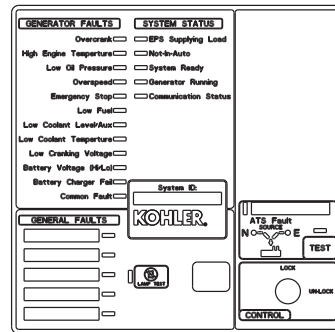 GENERATOR FAULTS
Overcrank
High Engine Temperture
Low Oil Pressure
Overspeed
Emergency Stop
Low Fuel
Low Coolant Level/Aux
Low Coolant Temperture
Low Cranking Voltage
Battery Voltage (Hi/Lo)
Battery Charger Fail
Common Fault
SYSTEM STATUS
EPS Supplying Load
Not-In-Auto
System Ready
Generator Running
Communication Status
System ID:
KOHLER.
GENERAL FAULTS
LAMP TEST
ATS Fault
SOURCE
N E
TEST
LOCK
UN-LOCK
CONTROL